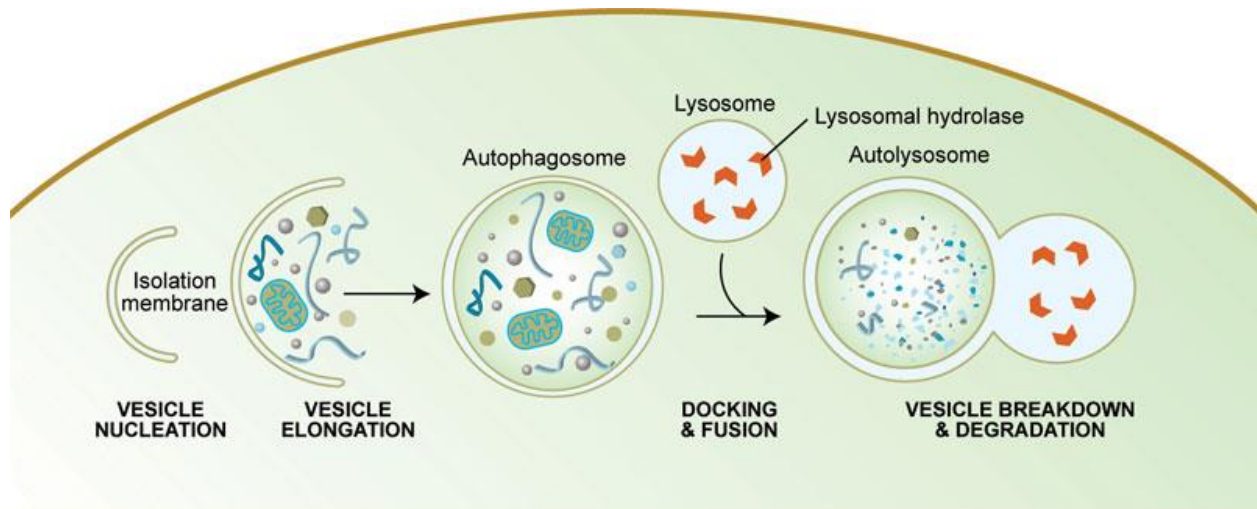 Lysosome
Lysosomal hydrolase
Autophagosome
Autolysosome
Isolation
membrane
VESICLE
NUCLEATION
VESICLE
ELONGATION
DOCKING
& FUSION
VESICLE BREAKDOWN
& DEGRADATION